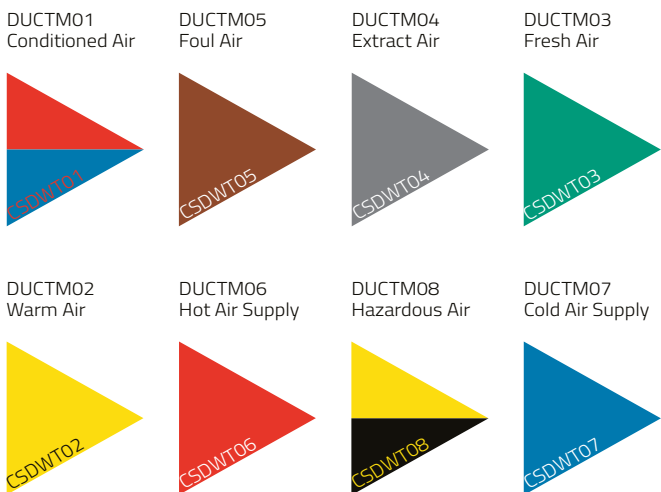 DUCTM01
Conditioned Air
DUCTM05
Foul Air
DUCTM04
Extract Air
DUCTM03
Fresh Air
CSDWT01
CSDWT05
CSDWT04
CSDWT03
DUCTM02
Warm Air
DUCTM06
Hot Air Supply
DUCTM08
Hazardous Air
DUCTM07
Cold Air Supply
CSDWT02
CSDWT06
CSDWT08
CSDWT07